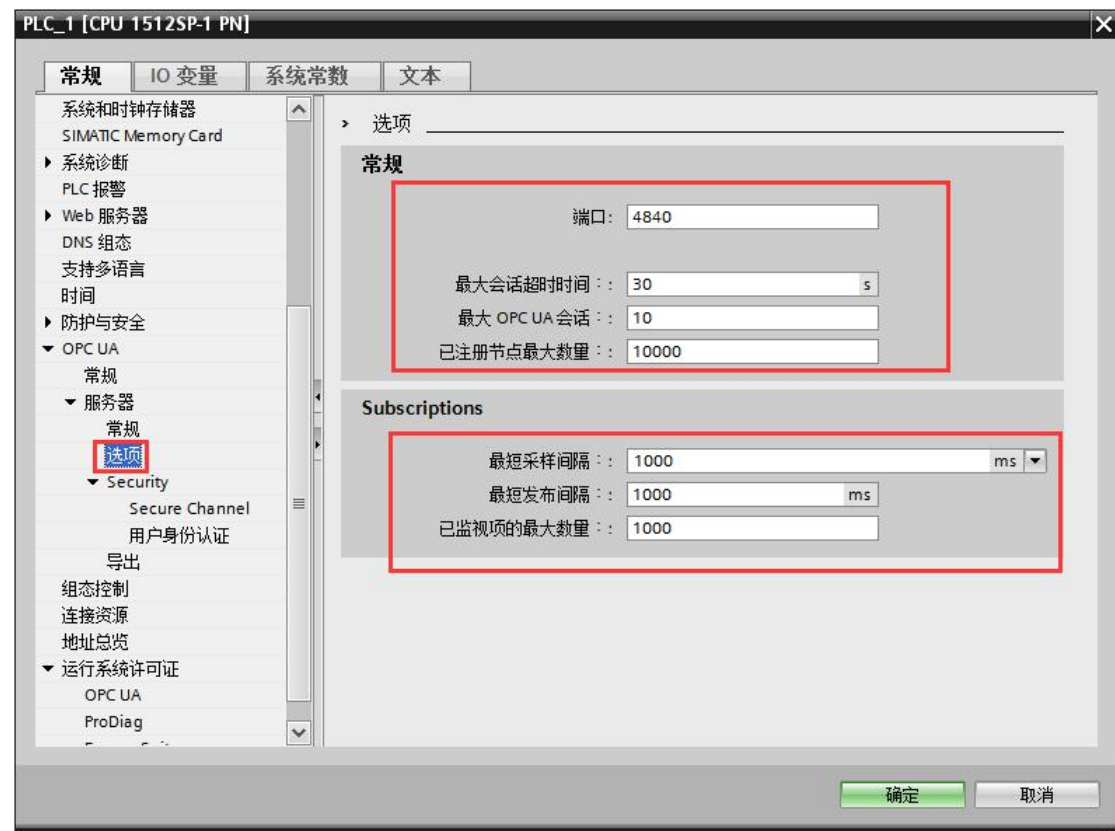 PLC_1 [CPU 1512SP-1 PN]
常规 IO 变量 系统常数 文本
系统和时钟存储器
SIMATIC Memory Card
系统诊断
PLC 报警
Web 服务器
DNS 组态
支持多语言
时间
防护与安全
OPC UA
常规
服务器
常规
选项
Security
Secure Channel
用户身份认证
导出
组态控制
连接资源
地址总览
运行系统许可证
OPC UA
ProDiag
选项
常规
端口: 4840
最大会话超时时间:: 30 s
最大 OPC UA 会话:: 10
已注册节点最大数量:: 10000
Subscriptions
最短采样间隔:: 1000 ms
最短发布间隔:: 1000 ms
已监视项的最大数量:: 1000
确定 取消